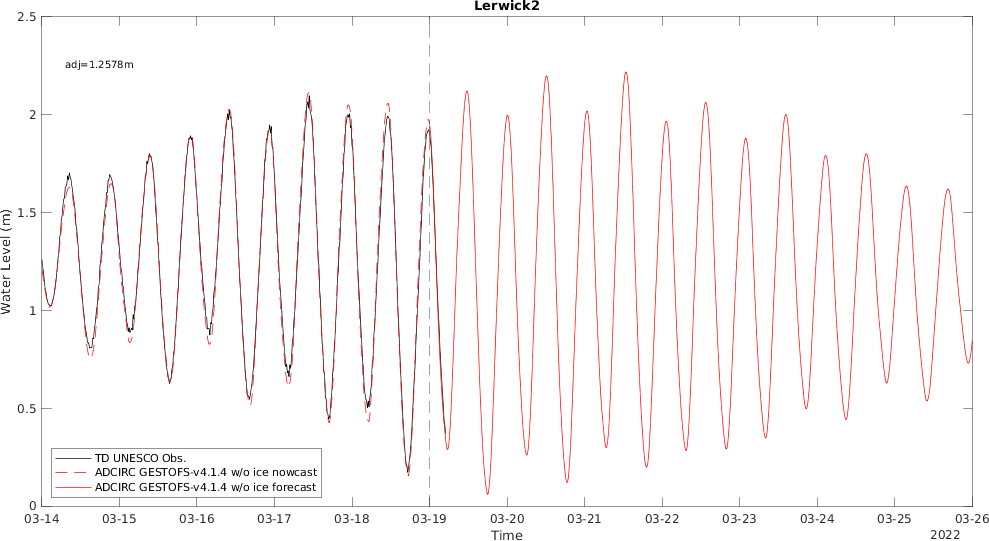 Lerwick2
2.5
adj=1.2578m
2
1.5
Water Level (m)
1
0.5
TD UNESCO Obs.
ADCIRC GESTOFS-v4.1.4 w/o ice nowcast
ADCIRC GESTOFS-v4.1.4 w/o ice forecast
0
03-14 03-15 03-16 03-17 03-18 03-19 03-20 03-21 03-22 03-23 03-24 03-25 03-26
Time
2022